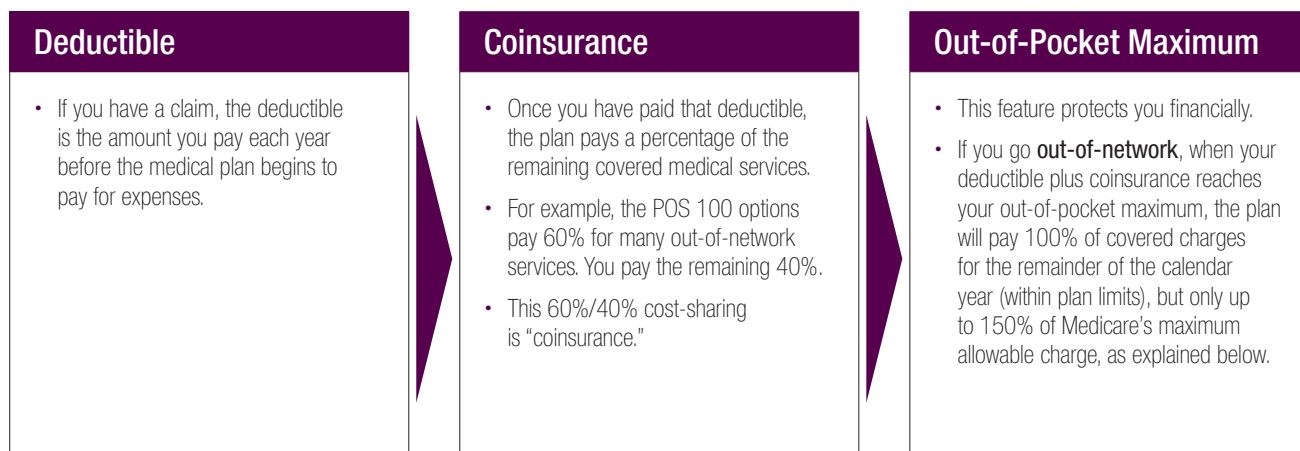 Deductible
• If you have a claim, the deductible
is the amount you pay each year
before the medical plan begins to
pay for expenses.
Coinsurance
• Once you have paid that deductible,
the plan pays a percentage of the
remaining covered medical services.
• For example, the POS 100 options
pay 60% for many out-of-network
services. You pay the remaining 40%.
• This 60%/40% cost-sharing
is “coinsurance.”
Out-of-Pocket Maximum
• This feature protects you financially.
• If you go out-of-network, when your
deductible plus coinsurance reaches
your out-of-pocket maximum, the plan
will pay 100% of covered charges
for the remainder of the calendar
year (within plan limits), but only up
to 150% of Medicare’s maximum
allowable charge, as explained below.